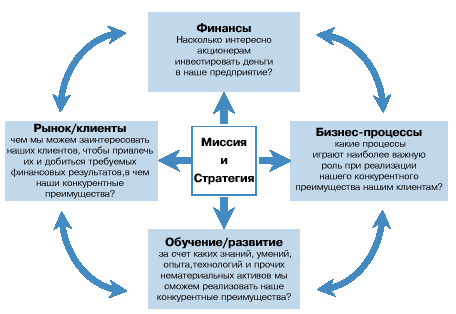 Финансы
Насколько интересно
акционерам
инвестировать деньги
в наше предприятие?
Рынок/клиенты
чем мы можем заинтересовать
наших клиентов, чтобы привлечь
их и добиться требуемых
финансовых результатов,в чем
наши конкурентные
преимущества?
Миссия
и
Стратегия
Бизнес-процессы
какие процессы
играют наиболее важную
роль при реализации
нашего конкурентного
преимущества нашим клиентам?
Обучение/развитие
за счет каких знаний, умений,
опыта,технологий и прочих
нематериальных активов мы
сможем реализовать наше
конкурентные преимущества?